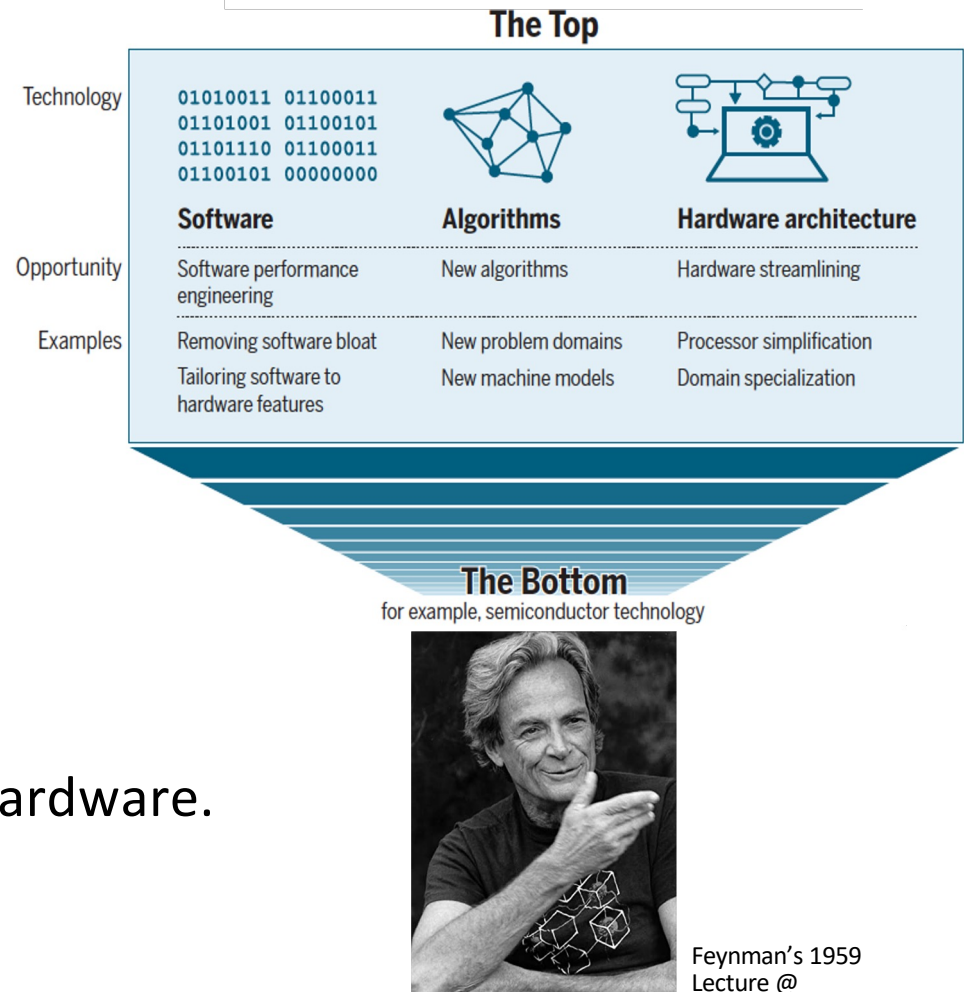 The Top
Technology
01010011 01100011
01101001 01100101
01101110 01100011
01100101 00000000
Software
Algorithms
Hardware architecture
Opportunity
Software performance
engineering
New algorithms
Hardware streamlining
Examples
Removing software bloat
New problem domains
Processor simplification
Tailoring software to
hardware features
New machine models
Domain specialization
The Bottom
for example, semiconductor technology
ardware.
Feynman’s 1959
Lecture @